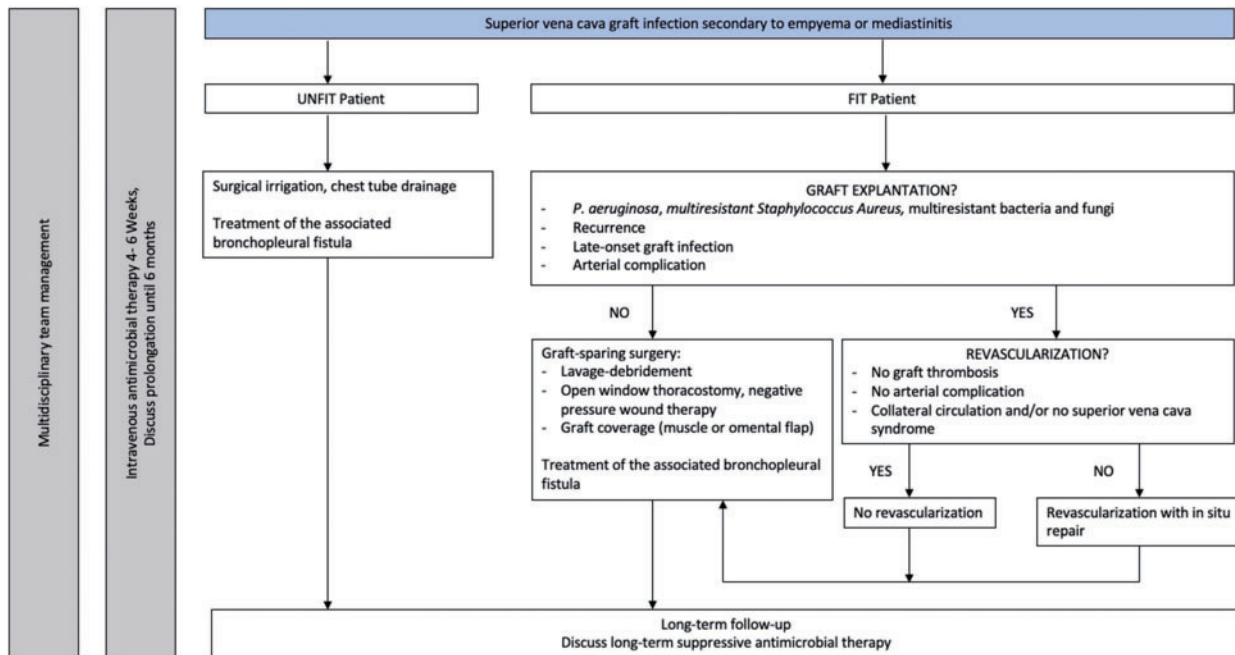 Superior vena cava graft infection secondary to empyema or mediastinitis
Multidisciplinary team management
Intravenous antimicrobial therapy 4- 6 Weeks,
Discuss prolongation until 6 months
UNFIT Patient
FIT Patient
Surgical irrigation, chest tube drainage
Treatment of the associated
bronchopleural fistula
GRAFT EXPLANTATION?
- P. aeruginosa, multiresistant Staphylococcus Aureus, multiresistant bacteria and fungi
- Recurrence
- Late-onset graft infection
- Arterial complication
NO
YES
Graft-sparing surgery:
- Lavage-debridement
- Open window thoracostomy, negative
pressure wound therapy
- Graft coverage (muscle or omental flap)
Treatment of the associated bronchopleural
fistula
REVASCULARIZATION?
- No graft thrombosis
- No arterial complication
- Collateral circulation and/or no superior vena cava
syndrome
YES
NO
No revascularization
Revascularization with in situ
repair
Long-term follow-up
Discuss long-term suppressive antimicrobial therapy